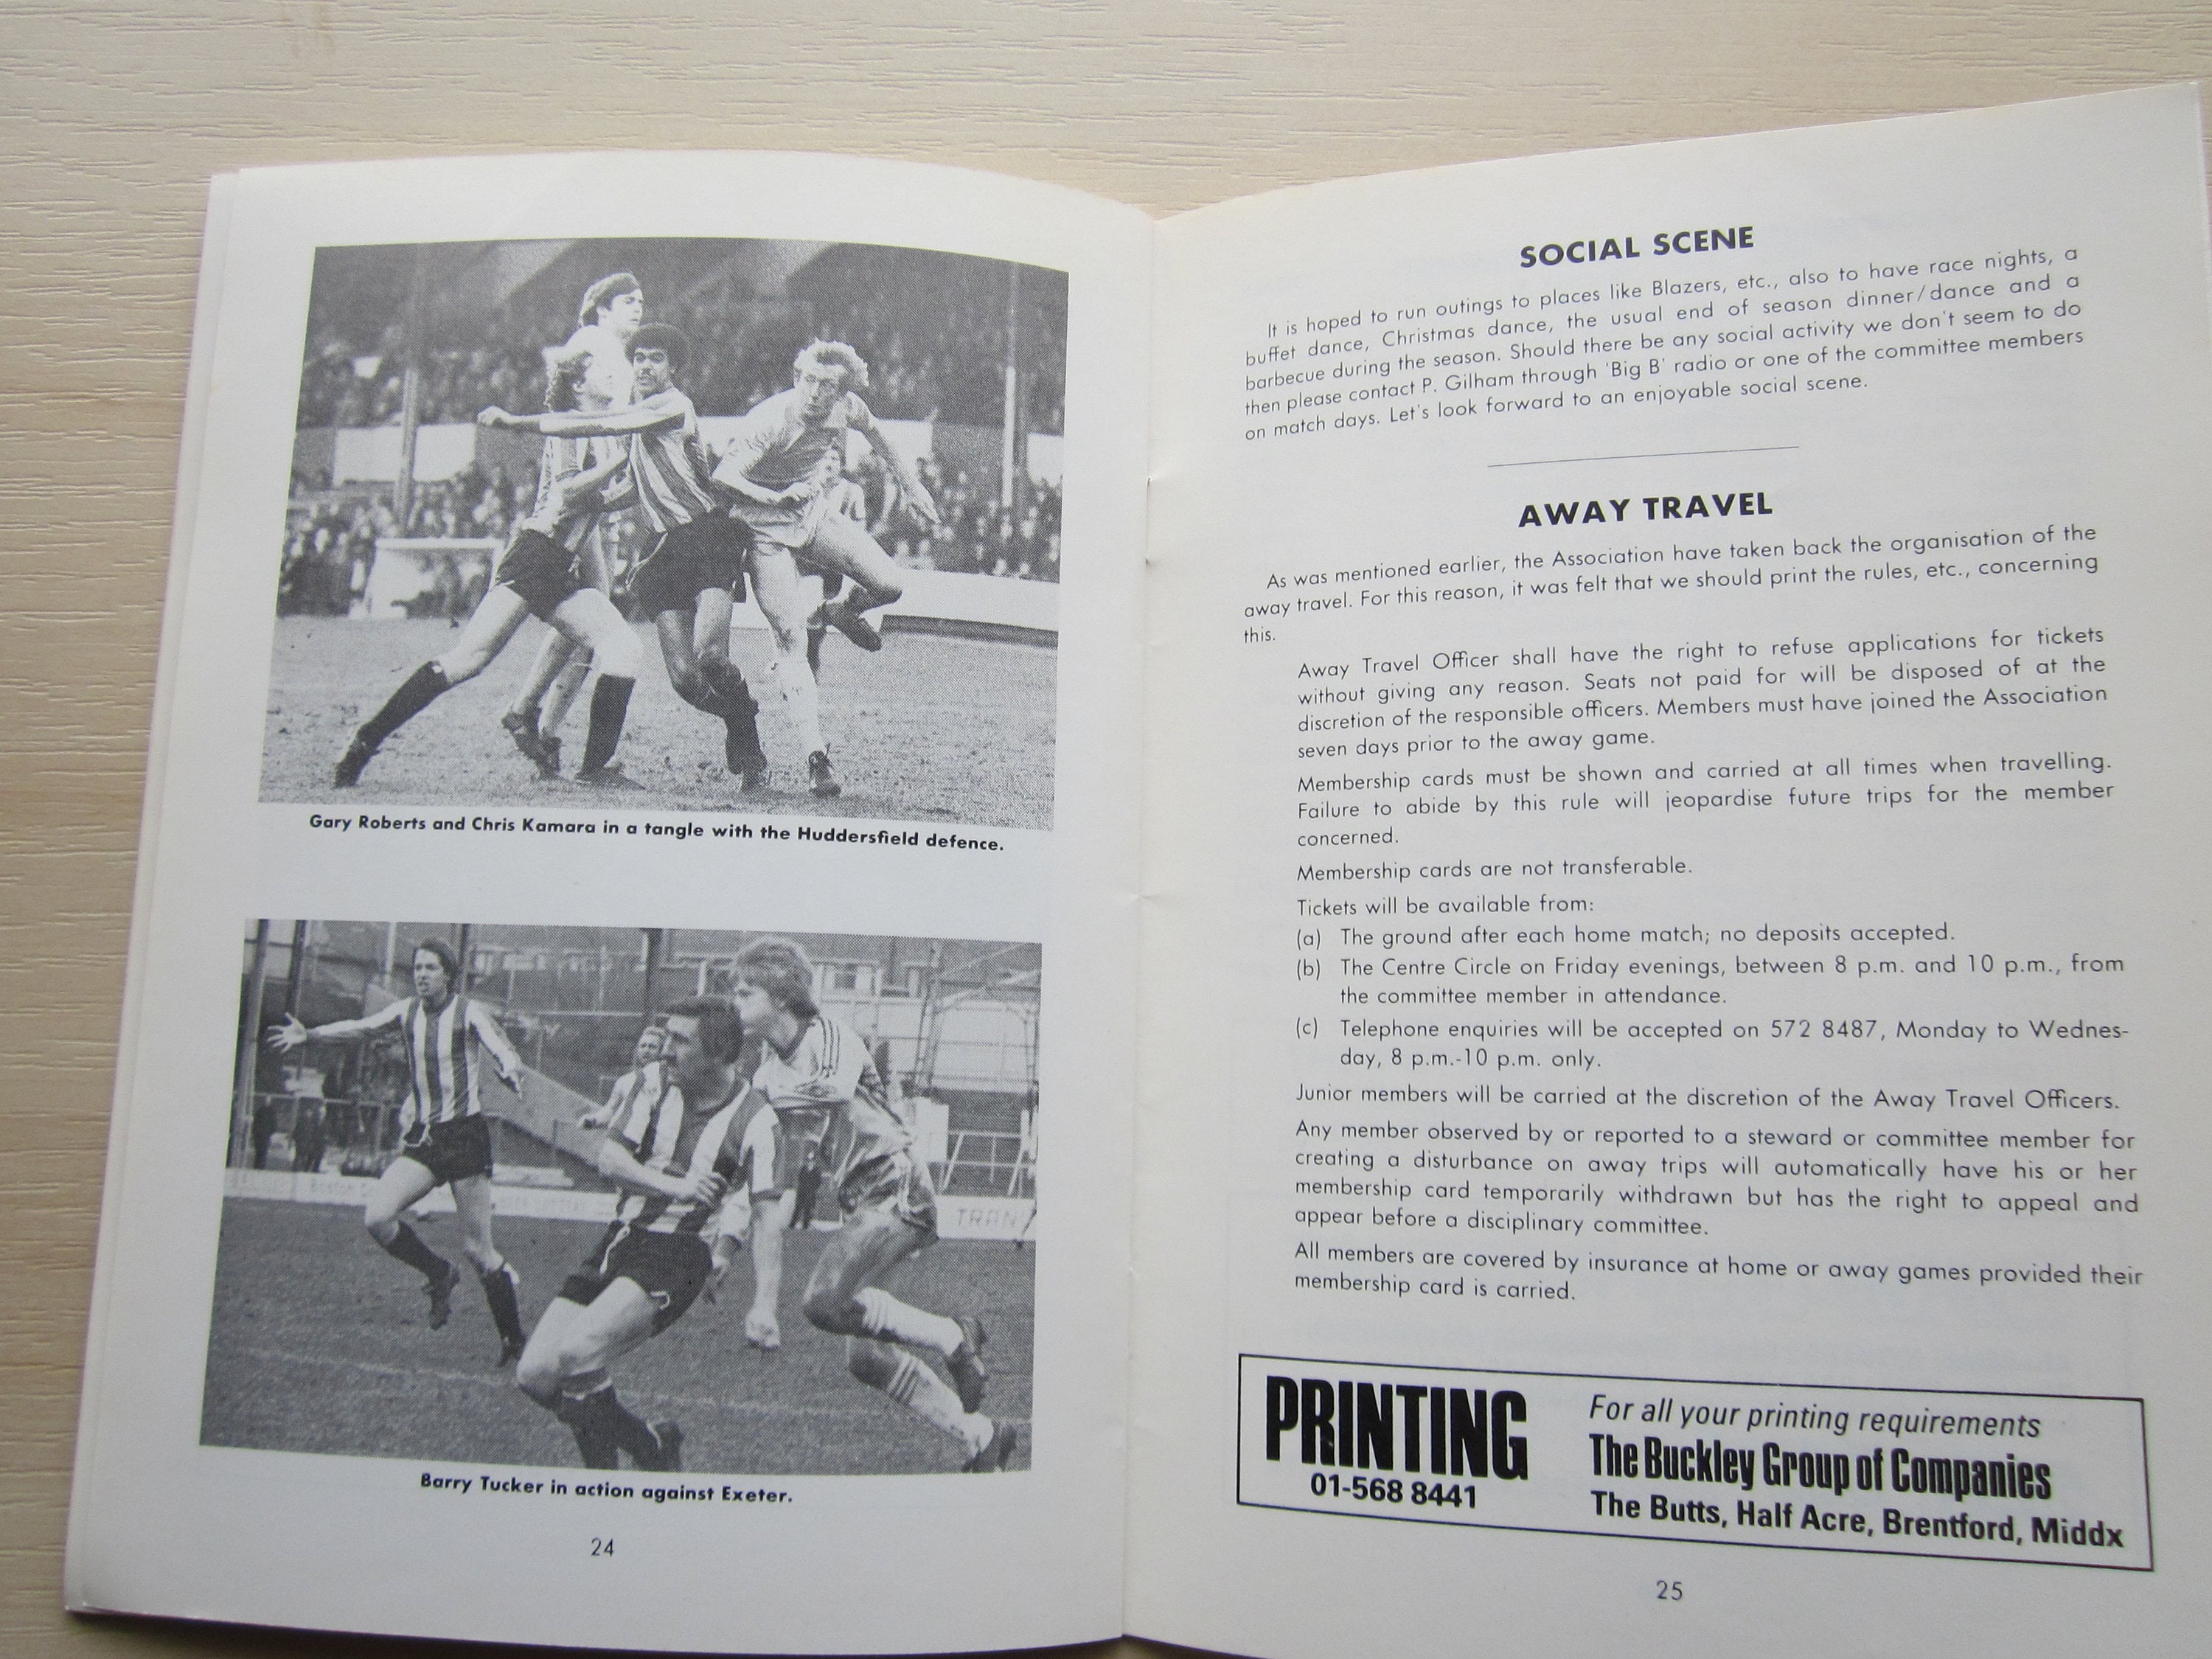 Gary Roberts and Chris Kamara in a tangle with the Huddersfield defence.
TRAN
Barry Tucker in action against Exeter.
24
SOCIAL SCENE
It is hoped to run outings to places like Blazers, etc., also to have race nights, a
buffet dance, Christmas dance, the usual end of season dinner/dance and a
barbecue during the season. Should there be any social activity we don't seem to do
then please contact P. Gilham through 'Big B' radio or one of the committee members
on match days. Let's look forward to an enjoyable social scene.
AWAY TRAVEL
As was mentioned earlier, the Association have taken back the organisation of the
away travel. For this reason, it was felt that we should print the rules, etc., concerning
this.
Away Travel Officer shall have the right to refuse applications for tickets
without giving any reason. Seats not paid for will be disposed of at the
discretion of the responsible officers. Members must have joined the Association
seven days prior to the away game.
Membership cards must be shown and carried at all times when travelling.
Failure to abide by this rule will jeopardise future trips for the member
concerned.
Membership cards are not transferable.
Tickets will be available from:
(a) The ground after each home match; no deposits accepted.
(b) The Centre Circle on Friday evenings, between 8 p.m. and 10 p.m., from
the committee member in attendance.
(c) Telephone enquiries will be accepted on 572 8487, Monday to Wednes-
day, 8 p.m.-10 p.m. only.
Junior members will be carried at the discretion of the Away Travel Officers.
Any member observed by or reported to a steward or committee member for
creating a disturbance on away trips will automatically have his or her
membership card temporarily withdrawn but has the right to appeal and
appear before a disciplinary committee.
All members are covered by insurance at home or away games provided their
membership card is carried.
PRINTING
01-568 8441
For all your printing requirements
The Buckley Group of Companies
The Butts, Half Acre, Brentford, Middx
25